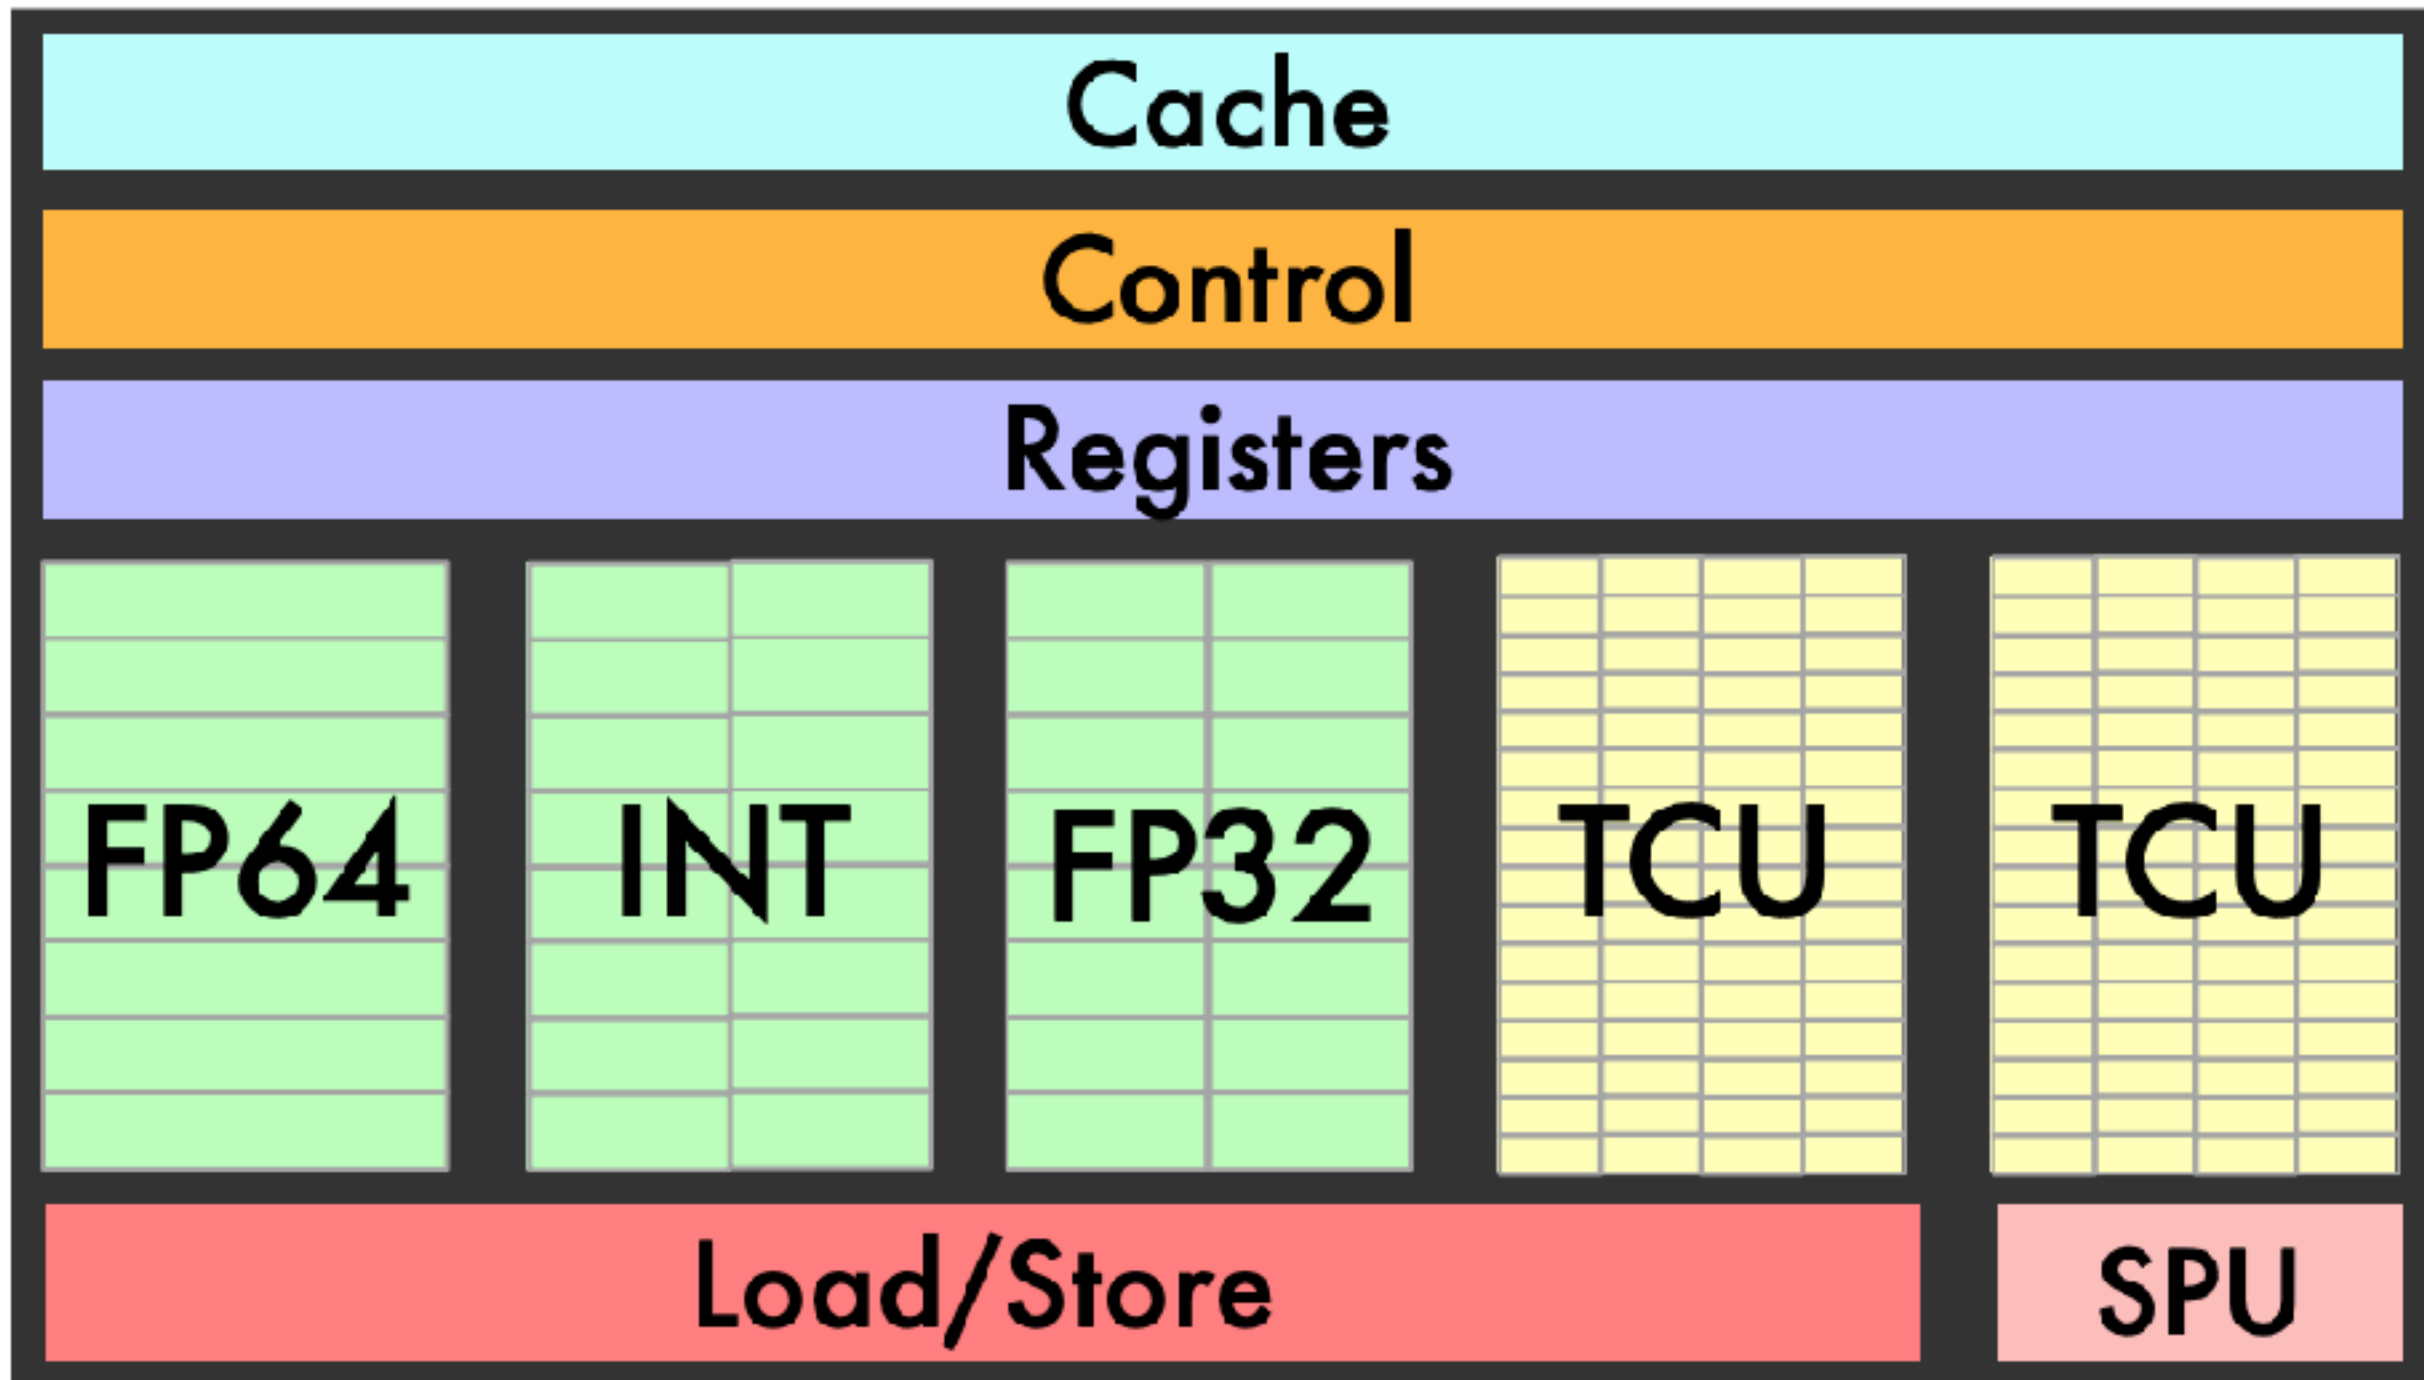 Cache
Control
Registers
FP64
INT
FP32
TCU
TCU
Load/Store
SPU